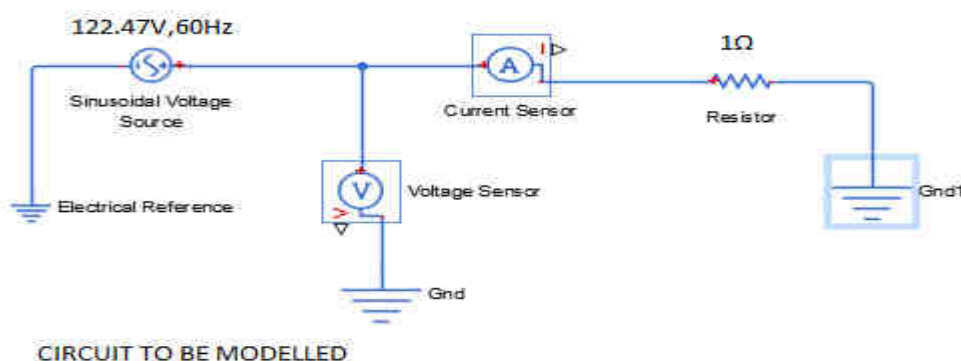 122.47V,60Hz
1Ω
I
A
Sinusoidal Voltage
Source
Current Sensor
Resistor
V
V
Voltage Sensor
Electrical Reference
Gnd1
Gnd
CIRCUIT TO BE MODELLED